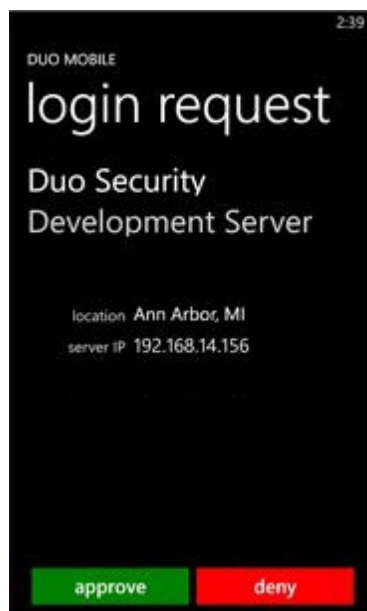 2:39
DUO MOBILE
login request
Duo Security
Development Server
location Ann Arbor, MI
server IP 192.168.14.156
approve deny